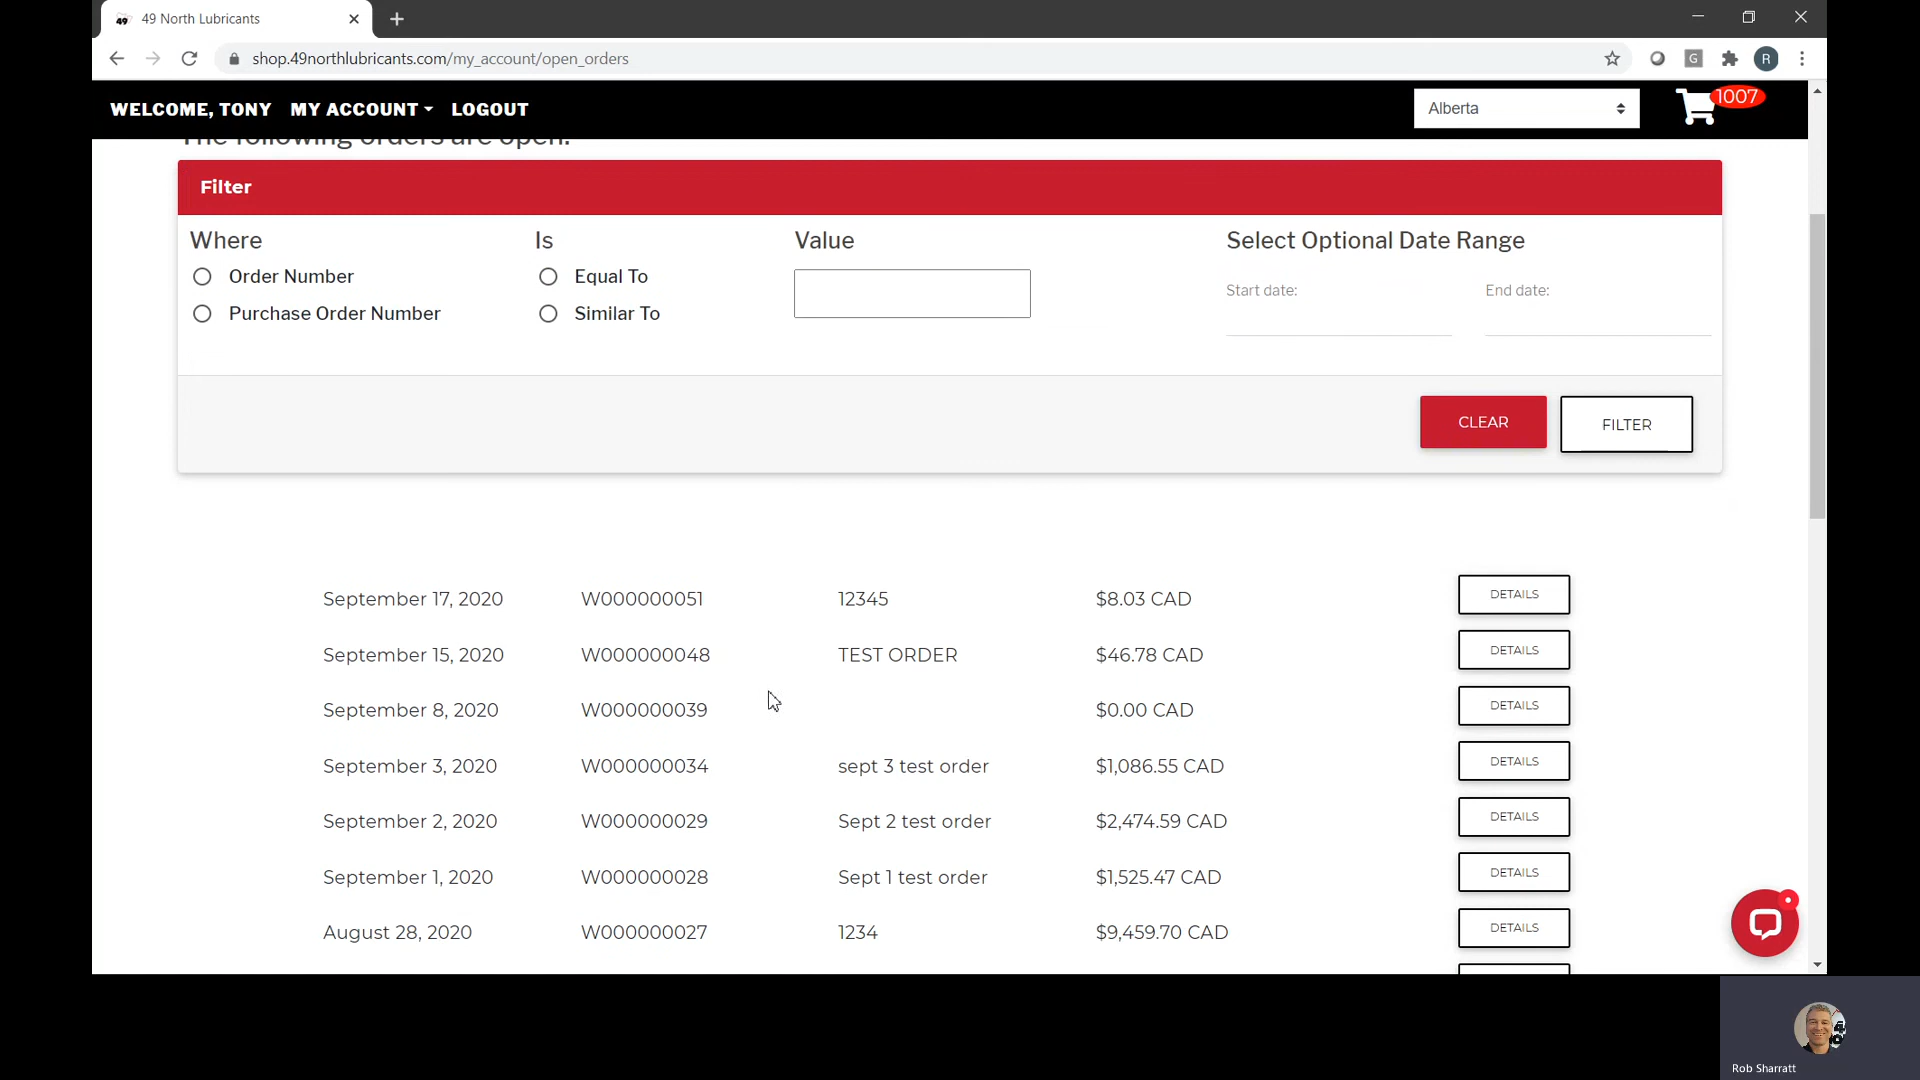 49 North Lubricants
shop.49northlubricants.com/my_account/open_orders
G
R
WELCOME, TONY MY ACCOUNT LOGOUT
Alberta
1007
The following orders are open:
Filter
Where
Order Number
Purchase Order Number
Is
Equal To
Similar To
Value
Select Optional Date Range
Start date:
End date:
CLEAR
FILTER
September 17, 2020 W000000051 12345 $8.03 CAD DETAILS
September 15, 2020 W000000048 TEST ORDER $46.78 CAD DETAILS
September 8, 2020 W000000039 $0.00 CAD DETAILS
September 3, 2020 W000000034 sept 3 test order $1,086.55 CAD DETAILS
September 2, 2020 W000000029 Sept 2 test order $2,474.59 CAD DETAILS
September 1, 2020 W000000028 Sept 1 test order $1,525.47 CAD DETAILS
August 28, 2020 W000000027 1234 $9,459.70 CAD DETAILS
Rob Sharratt